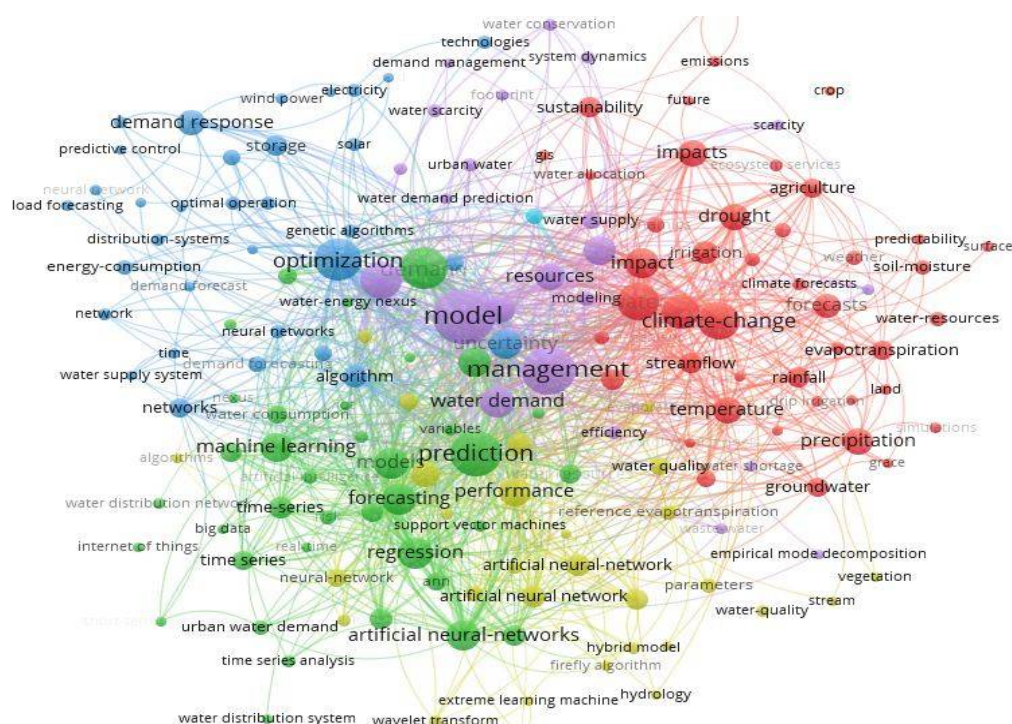 water conservation
technologies
demand management
system dynamics
emissions
wind power
electricity
footprint
crop
water scarcity
sustainability
future
demand response
scarcity
predictive control
storage
solar
urban water
gis
impacts
ecosystem services
water allocation
neural network
agriculture
load forecasting
optimal operation
water demand prediction
drought
water supply
genetic algorithms
distribution-systems
predictability
surface
optimization
demand
impact
irrigation
weather
energy-consumption
resources
soil-moisture
climate forecasts
demand forecast
water-energy nexus
modeling
forecasts
network
model
climate-change
water-resources
neural networks
uncertainty
time
demand forecasting
streamflow
evapotranspiration
water supply system
algorithm
management
rainfall
land
nexus
networks
water consumption
water demand
temperature
drip irrigation
variables
efficiency
simulations
machine learning
precipitation
algorithms
models
prediction
water quality
water shortage
grace
artificial intelligence
groundwater
water distribution network
time-series
forecasting
performance
reference evapotranspiration
big data
support vector machines
waste-water
internet of things
real-time
time series
regression
empirical mode decomposition
neural-network
ann
artificial neural-network
parameters
vegetation
artificial neural network
stream
water-quality
urban water demand
artificial neural-networks
hybrid model
time series analysis
firefly algorithm
extreme learning machine
hydrology
water distribution system
wavelet transform